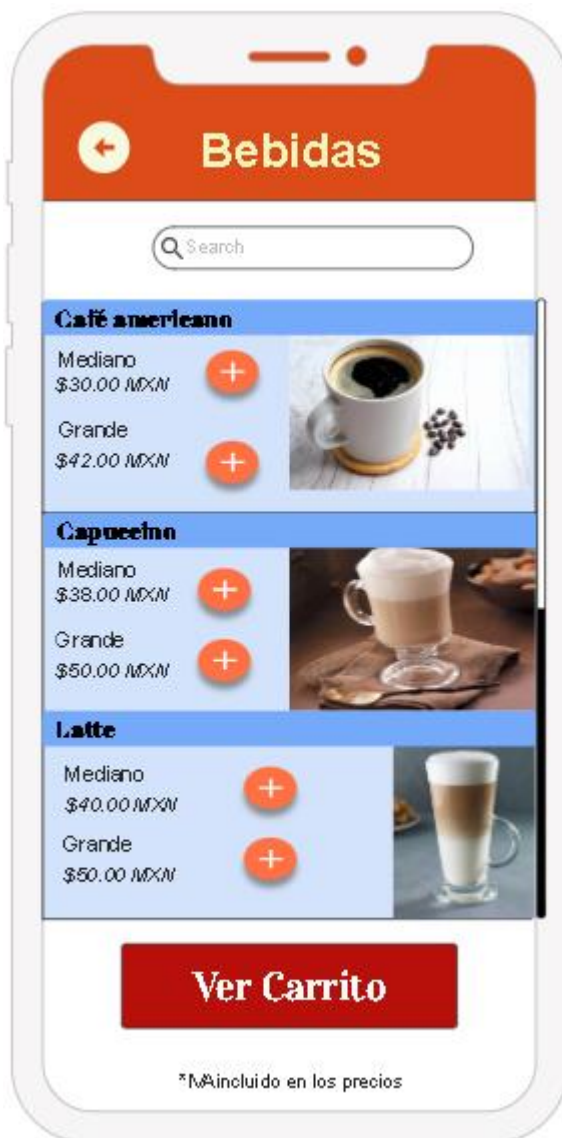 Bebidas
Search
Café americano
Mediano
$30.00 MXN
Grande
$42.00 MXN
Capuccino
Mediano
$38.00 MXN
Grande
$50.00 MXN
Latte
Mediano
$40.00 MXN
Grande
$50.00 MXN
Ver Carrito
*IVA incluido en los precios